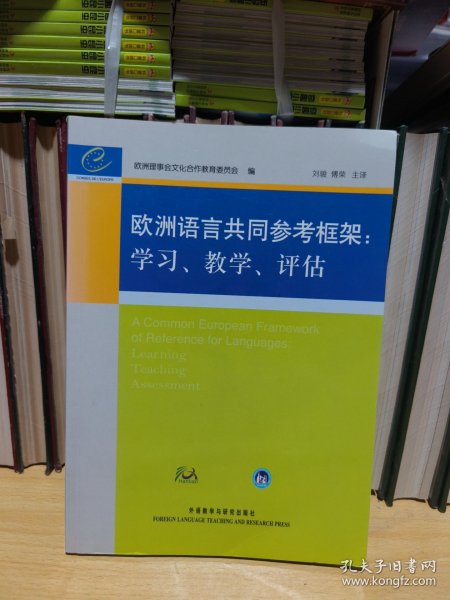 CONSEIL DE L'EUROPE
欧洲理事会文化合作教育委员会 编
刘骏 傅荣 主译
欧洲语言共同参考框架:
学习、教学、评估
A Common European Framework
of Reference for Languages:
Learning
Teaching
Assessment
Hanban
外语教学与研究出版社
FOREIGN LANGUAGE TEACHING AND RESEARCH PRESS
孔夫子旧书网
www.kongfz.com